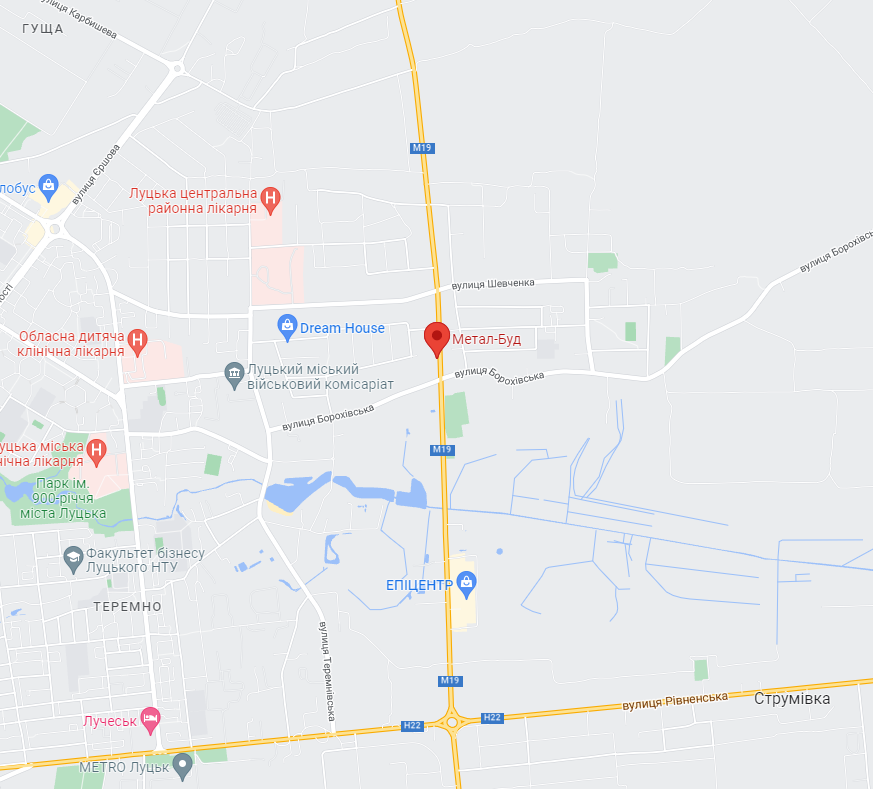 вулиця Карбишева
ГУЩА
M19
вулиця Єршова
лобус
Луцька центральна
районна лікарня
вулиця Борохівсь
ності
вулиця Шевченка
Dream House
Метал-Буд
Обласна дитяча
клінічна лікарня
Луцький міський
військовий комісаріат
вулиця Борохівська
вулиця Борохівська
M19
уцька міська
нічна лікарня
Парк ім.
900-річчя
міста Луцька
Факультет бізнесу
Луцького НТУ
ЕПІЦЕНТР
ТЕРЕМНО
вулиця Теремнівська
M19
вулиця Рівненська
Струмівка
H22
H22
Лучеськ
METRO Луцьк